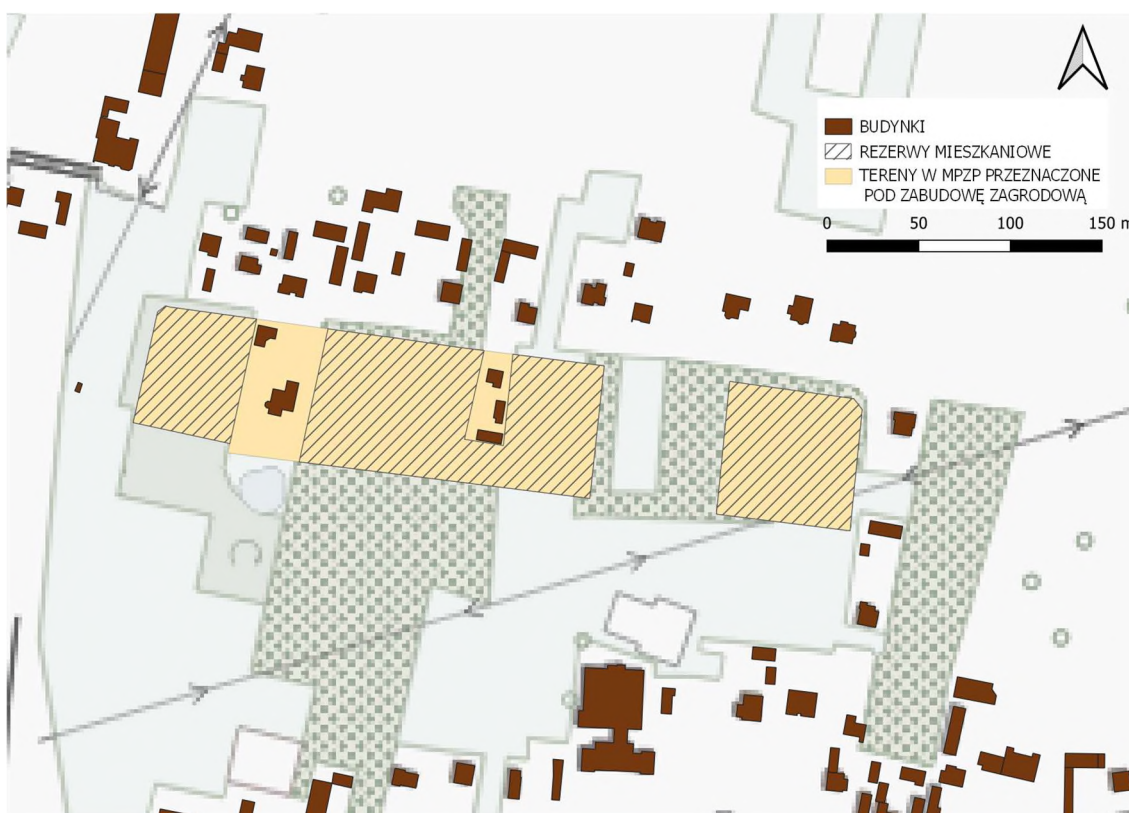 BUDYNKI
REZERWY MIESZKANIOWE
TERENY W MPZP PRZEZNACZONE
POD ZABUDOWĘ ZAGRODOWĄ
0 50 100 150 m